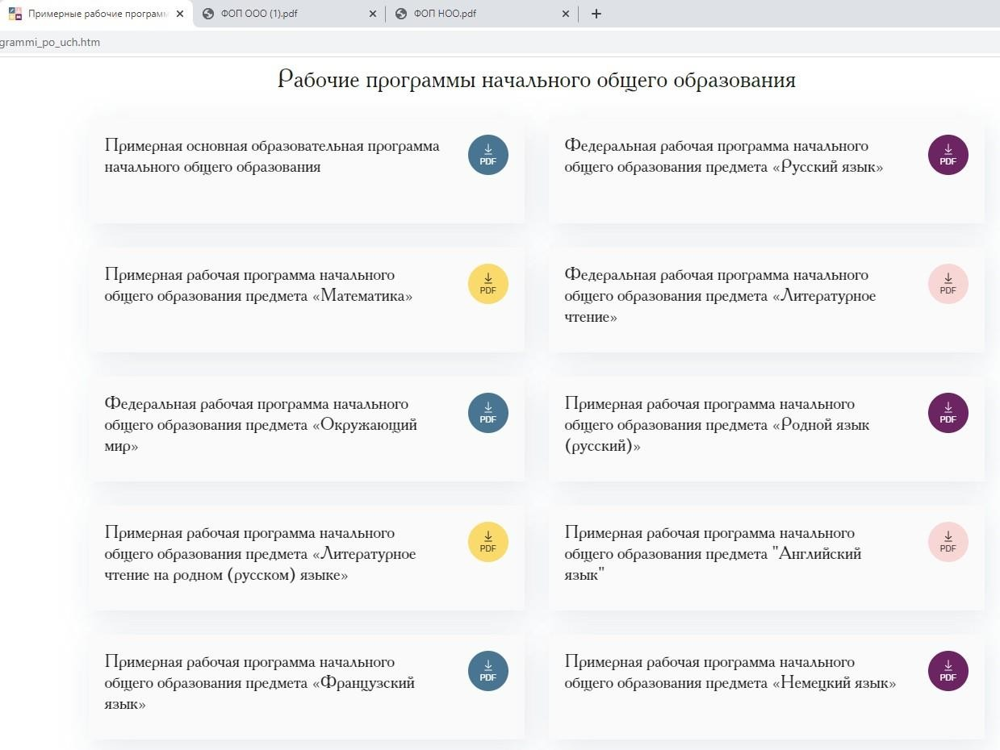 Примерные рабочие программ
ФОП ООО (1).pdf
ФОП НОО.pdf
grammi_po_uch.htm
Рабочие программы начального общего образования
Примерная основная образовательная программа
начального общего образования
PDF
Федеральная рабочая программа начального
общего образования предмета «Русский язык»
PDF
Примерная рабочая программа начального
общего образования предмета «Математика»
PDF
Федеральная рабочая программа начального
общего образования предмета «Литературное
чтение»
PDF
Федеральная рабочая программа начального
общего образования предмета «Окружающий
мир»
PDF
Примерная рабочая программа начального
общего образования предмета «Родной язык
(русский)»
PDF
Примерная рабочая программа начального
общего образования предмета «Литературное
чтение на родном (русском) языке»
PDF
Примерная рабочая программа начального
общего образования предмета "Английский
язык"
PDF
Примерная рабочая программа начального
общего образования предмета «Французский
язык»
PDF
Примерная рабочая программа начального
общего образования предмета «Немецкий язык»
PDF